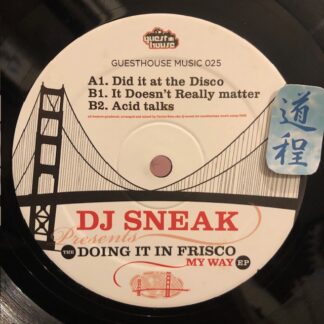 guest
house
GUESTHOUSE MUSIC 025
A1. Did it at the Disco
B1. It Doesn't Really matter
B2. Acid talks
道程
DJ SNEAK
Presents
THE DOING IT IN FRISCO
MY WAY EP